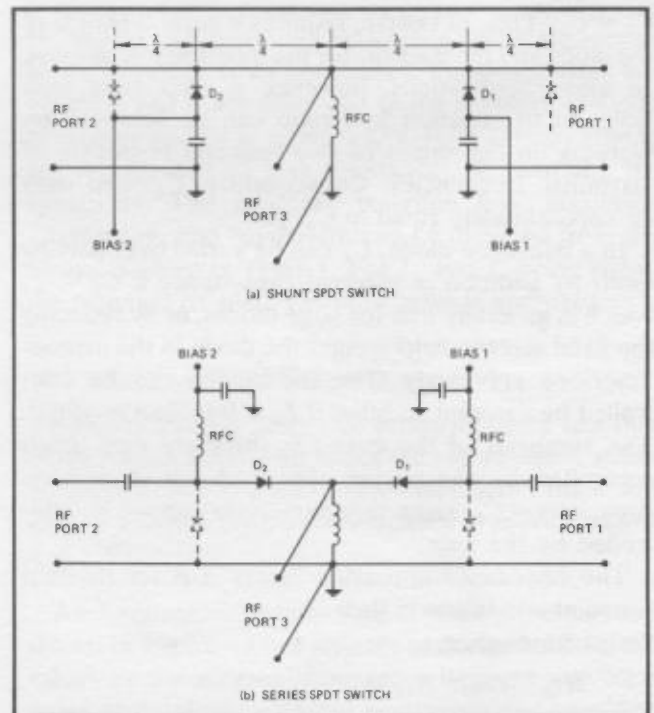 λ/4 λ/4 λ/4 λ/4
D₂ D₁
RFC
RF PORT 2
RF PORT 1
RF PORT 3
BIAS 2 BIAS 1
(a) SHUNT SPDT SWITCH
BIAS 2 BIAS 1
RFC RFC
D₂ D₁
RF PORT 2
RF PORT 1
RF PORT 3
(b) SERIES SPDT SWITCH